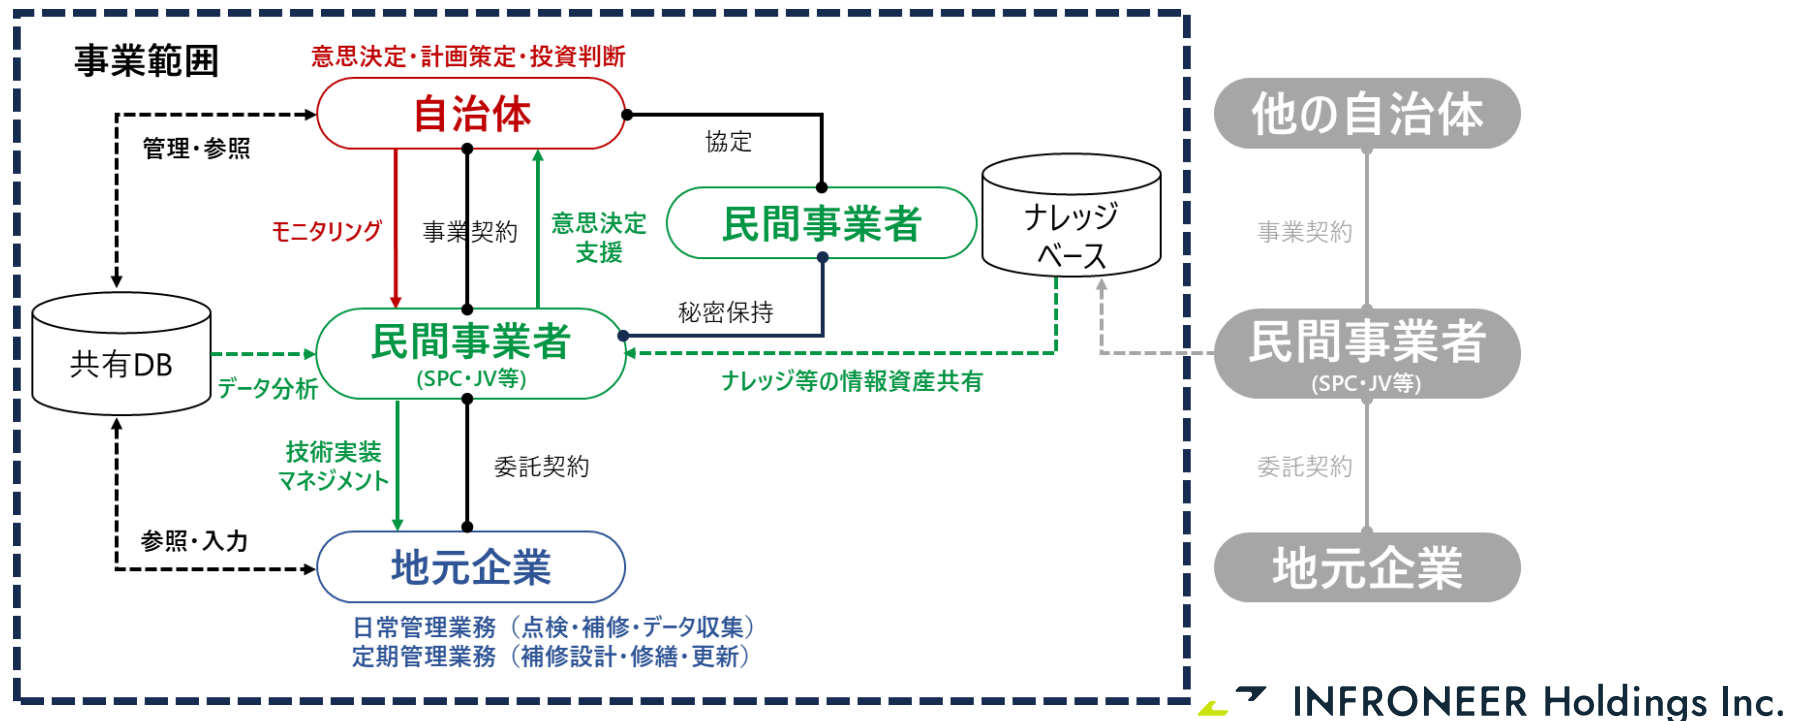 事業範囲
意思決定・計画策定・投資判断
自治体
管理・参照
協定
モニタリング
事業契約
意思決定
支援
民間事業者
ナレッジ
ベース
秘密保持
共有DB
データ分析
民間事業者
(SPC・JV等)
ナレッジ等の情報資産共有
技術実装
マネジメント
委託契約
参照・入力
地元企業
日常管理業務（点検・補修・データ収集）
定期管理業務（補修設計・修繕・更新）
他の自治体
事業契約
民間事業者
(SPC・JV等)
委託契約
地元企業
INFRONEER Holdings Inc.